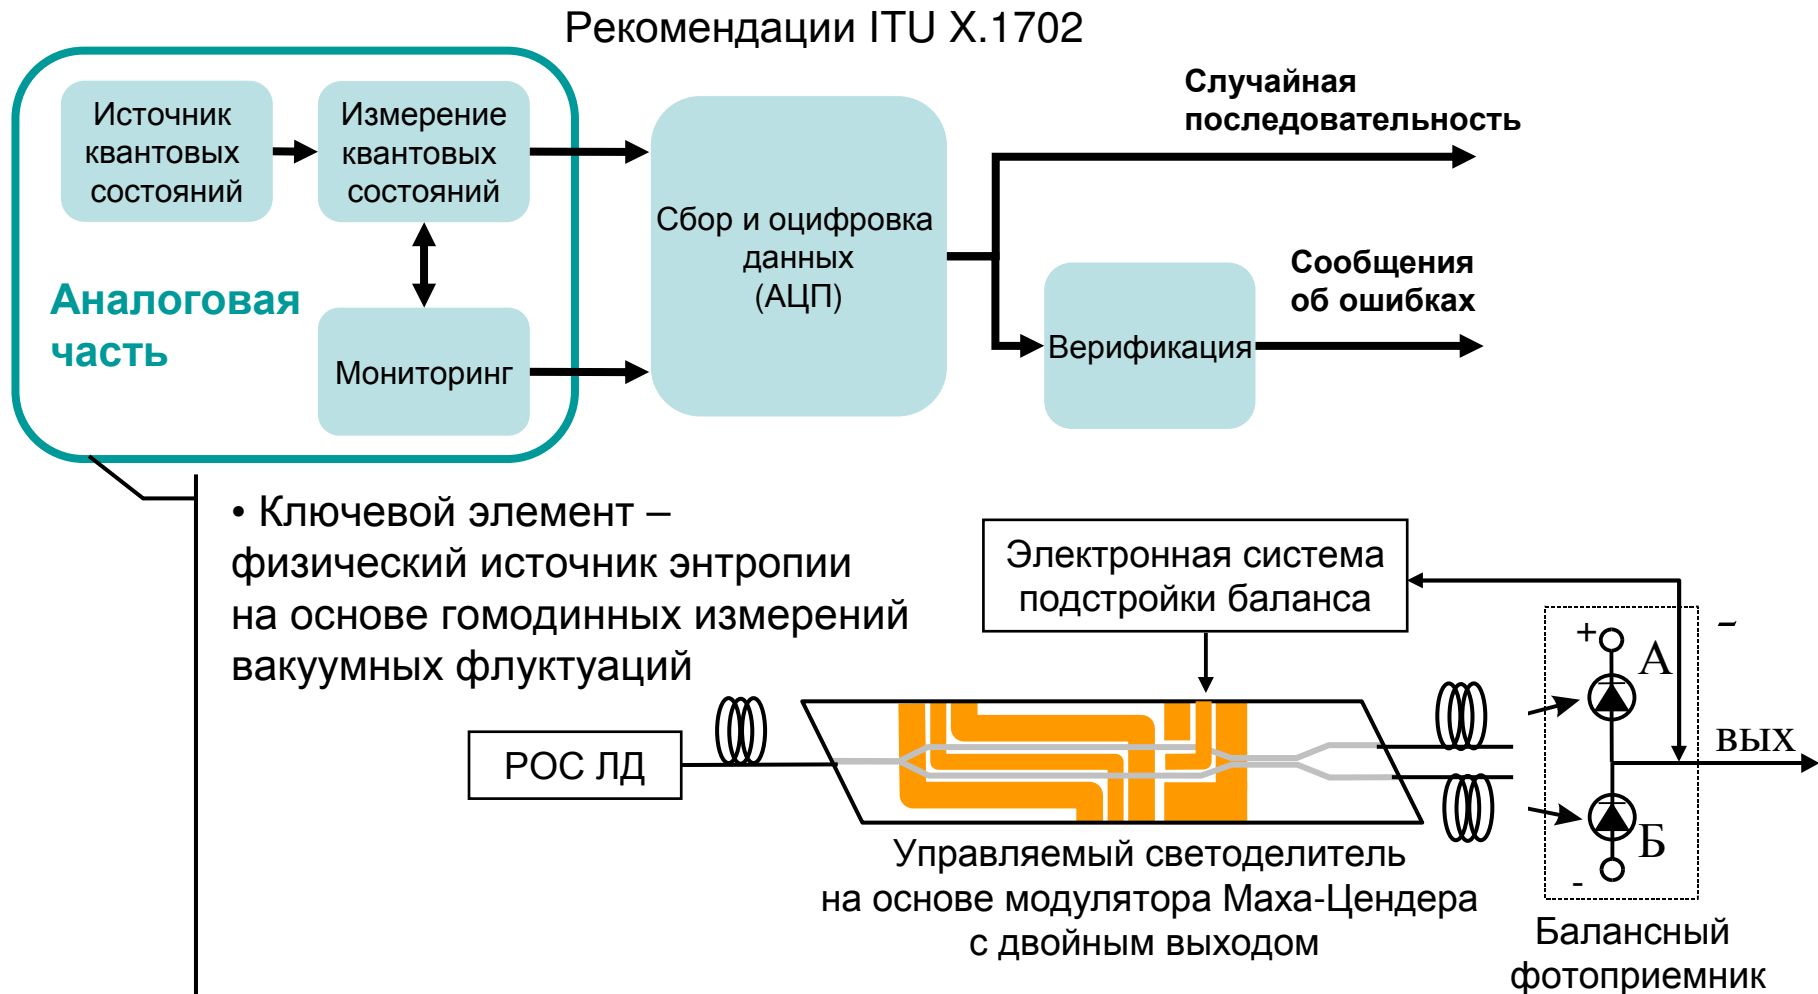 Рекомендации ITU X.1702
Источник
квантовых
состояний
Измерение
квантовых
состояний
Аналоговая
часть
Мониторинг
Сбор и оцифровка
данных
(АЦП)
Случайная
последовательность
Сообщения
об ошибках
Верификация
• Ключевой элемент –
физический источник энтропии
на основе гомодинных измерений
вакуумных флуктуаций
Электронная система
подстройки баланса
РОС ЛД
+
А
-
вых
Б
-
Управляемый светоделитель
на основе модулятора Маха-Цендера
с двойным выходом
Балансный
фотоприемник